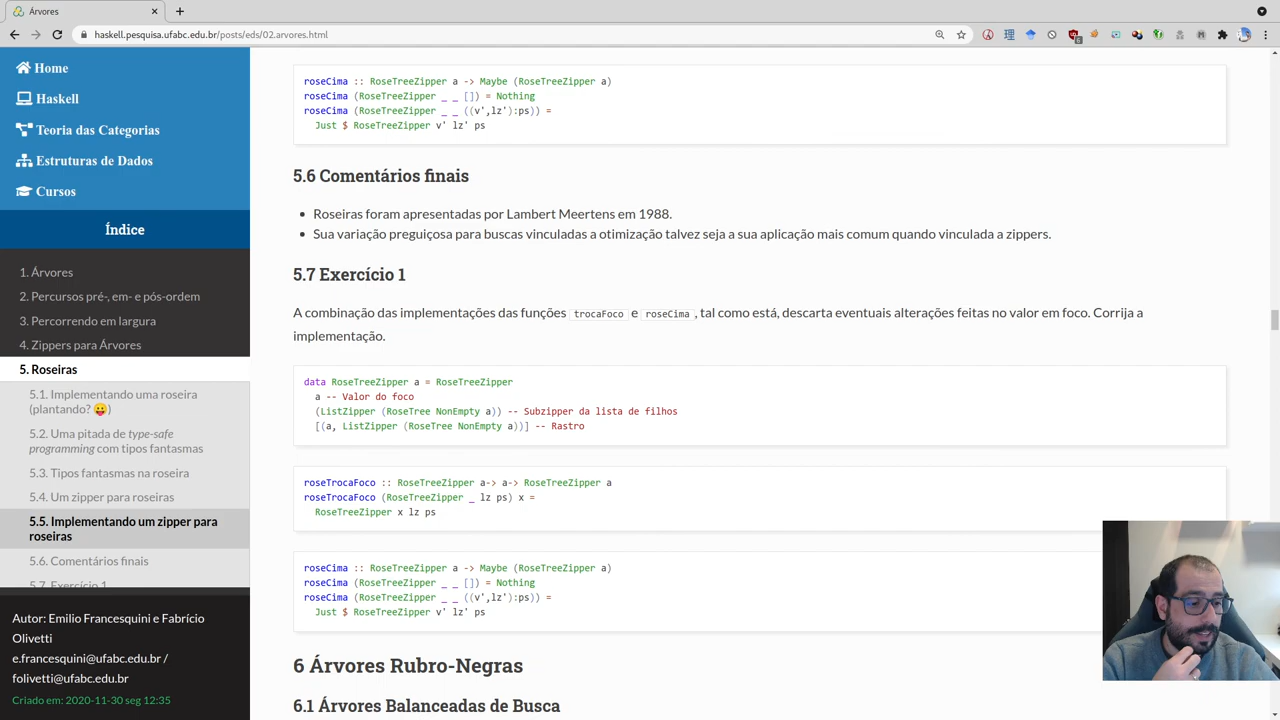 Árvores
haskell.pesquisa.ufabc.edu.br/posts/eds/02.arvores.html
Home
Haskell
Teoria das Categorias
Estruturas de Dados
Cursos
Índice
1. Árvores
2. Percursos pré-, em- e pós-ordem
3. Percorrendo em largura
4. Zippers para Árvores
5. Roseiras
5.1. Implementando uma roseira
(plantando? 😛)
5.2. Uma pitada de type-safe
programming com tipos fantasmas
5.3. Tipos fantasmas na roseira
5.4. Um zipper para roseiras
5.5. Implementando um zipper para
roseiras
5.6. Comentários finais
5.7. Exercício 1
Autor: Emilio Francesquini e Fabrício
Olivetti
e.francesquini@ufabc.edu.br /
folivetti@ufabc.edu.br
Criado em: 2020-11-30 seg 12:35
roseCima :: RoseTreeZipper a -> Maybe (RoseTreeZipper a)
roseCima (RoseTreeZipper _ _ []) = Nothing
roseCima (RoseTreeZipper _ _ ((v',lz'):ps)) =
Just $ RoseTreeZipper v' lz' ps
5.6 Comentários finais
• Roseiras foram apresentadas por Lambert Meertens em 1988.
• Sua variação preguiçosa para buscas vinculadas a otimização talvez seja a sua aplicação mais comum quando vinculada a zippers.
5.7 Exercício 1
A combinação das implementações das funções trocaFoco e roseCima, tal como está, descarta eventuais alterações feitas no valor em foco. Corrija a
implementação.
data RoseTreeZipper a = RoseTreeZipper
a -- Valor do foco
(ListZipper (RoseTree NonEmpty a)) -- Subzipper da lista de filhos
[(a, ListZipper (RoseTree NonEmpty a))] -- Rastro
roseTrocaFoco :: RoseTreeZipper a-> a-> RoseTreeZipper a
roseTrocaFoco (RoseTreeZipper _ lz ps) x =
RoseTreeZipper x lz ps
roseCima :: RoseTreeZipper a -> Maybe (RoseTreeZipper a)
roseCima (RoseTreeZipper _ _ []) = Nothing
roseCima (RoseTreeZipper _ _ ((v',lz'):ps)) =
Just $ RoseTreeZipper v' lz' ps
6 Árvores Rubro-Negras
6.1 Árvores Balanceadas de Busca